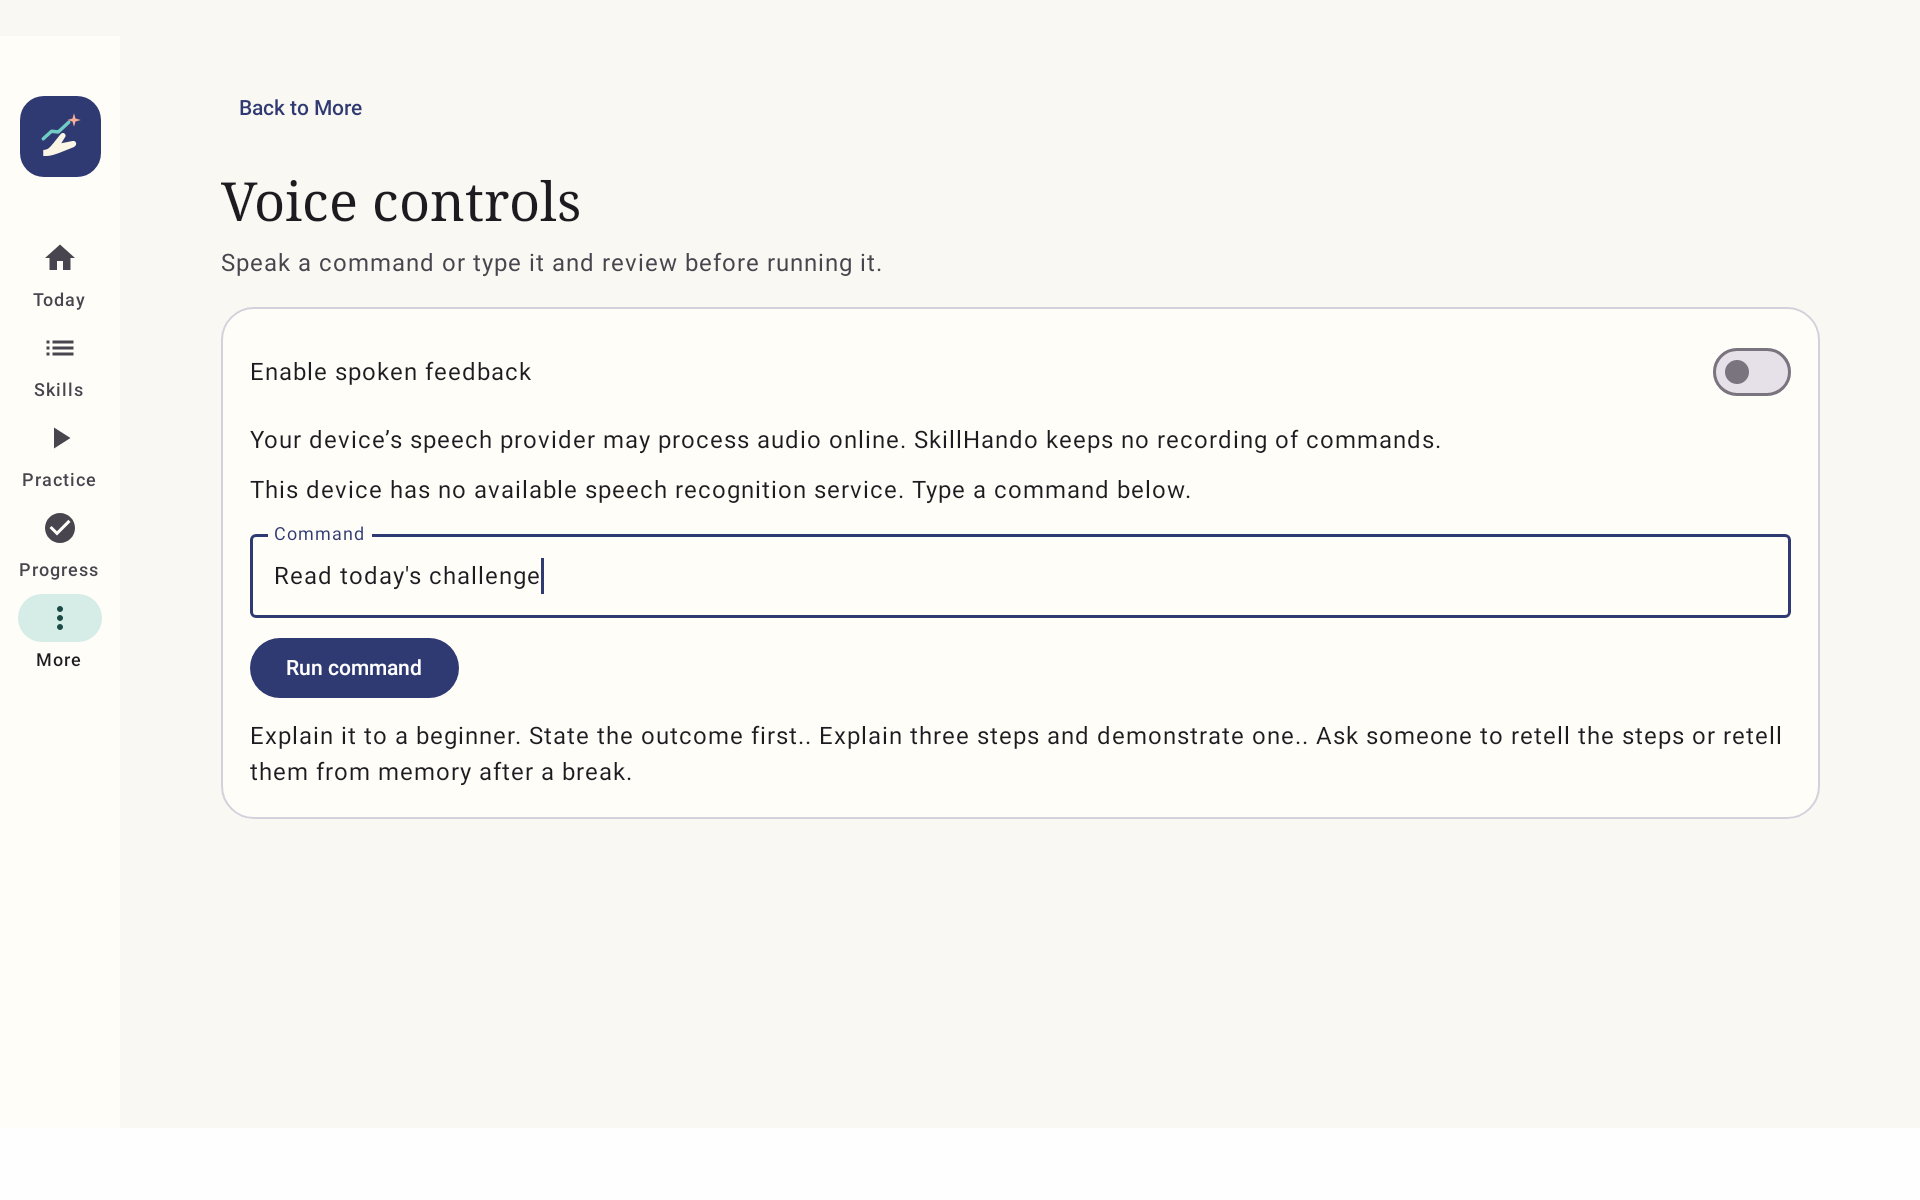 Back to More
Voice controls
Speak a command or type it and review before running it.
Today
Skills
Practice
Progress
More
Enable spoken feedback
Your device’s speech provider may process audio online. SkillHando keeps no recording of commands.
This device has no available speech recognition service. Type a command below.
Command
Read today's challenge
Run command
Explain it to a beginner. State the outcome first.. Explain three steps and demonstrate one.. Ask someone to retell the steps or retell
them from memory after a break.